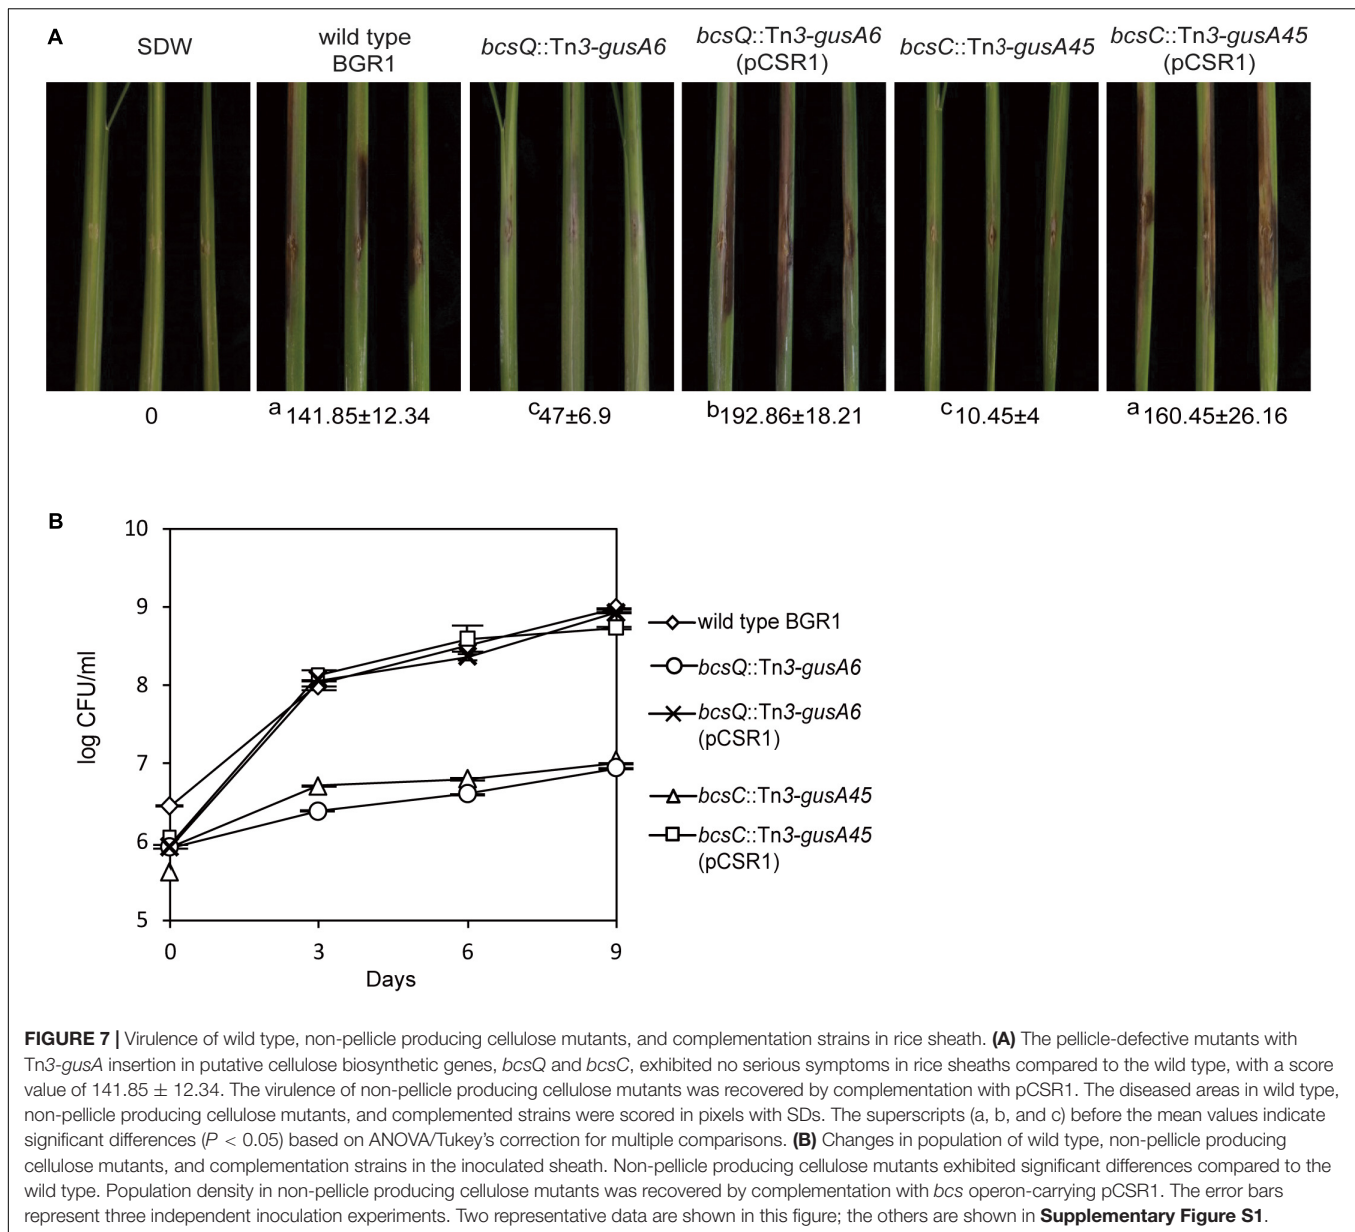 A
SDW
wild type
BGR1
bcsQ::Tn3-gusA6
bcsQ::Tn3-gusA6
(pCSR1)
bcsC::Tn3-gusA45
bcsC::Tn3-gusA45
(pCSR1)
0
a 141.85±12.34
c47±6.9
b192.86±18.21
c10.45±4
a 160.45±26.16
B
10
9
8
7
6
5
log CFU/ml
0
3
6
9
Days
wild type BGR1
bcsQ::Tn3-gusA6
bcsQ::Tn3-gusA6
(pCSR1)
bcsC::Tn3-gusA45
bcsC::Tn3-gusA45
(pCSR1)
FIGURE 7 | Virulence of wild type, non-pellicle producing cellulose mutants, and complementation strains in rice sheath. (A) The pellicle-defective mutants with
Tn3-gusA insertion in putative cellulose biosynthetic genes, bcsQ and bcsC, exhibited no serious symptoms in rice sheaths compared to the wild type, with a score
value of 141.85 ± 12.34. The virulence of non-pellicle producing cellulose mutants was recovered by complementation with pCSR1. The diseased areas in wild type,
non-pellicle producing cellulose mutants, and complemented strains were scored in pixels with SDs. The superscripts (a, b, and c) before the mean values indicate
significant differences (P < 0.05) based on ANOVA/Tukey's correction for multiple comparisons. (B) Changes in population of wild type, non-pellicle producing
cellulose mutants, and complementation strains in the inoculated sheath. Non-pellicle producing cellulose mutants exhibited significant differences compared to the
wild type. Population density in non-pellicle producing cellulose mutants was recovered by complementation with bcs operon-carrying pCSR1. The error bars
represent three independent inoculation experiments. Two representative data are shown in this figure; the others are shown in Supplementary Figure S1.